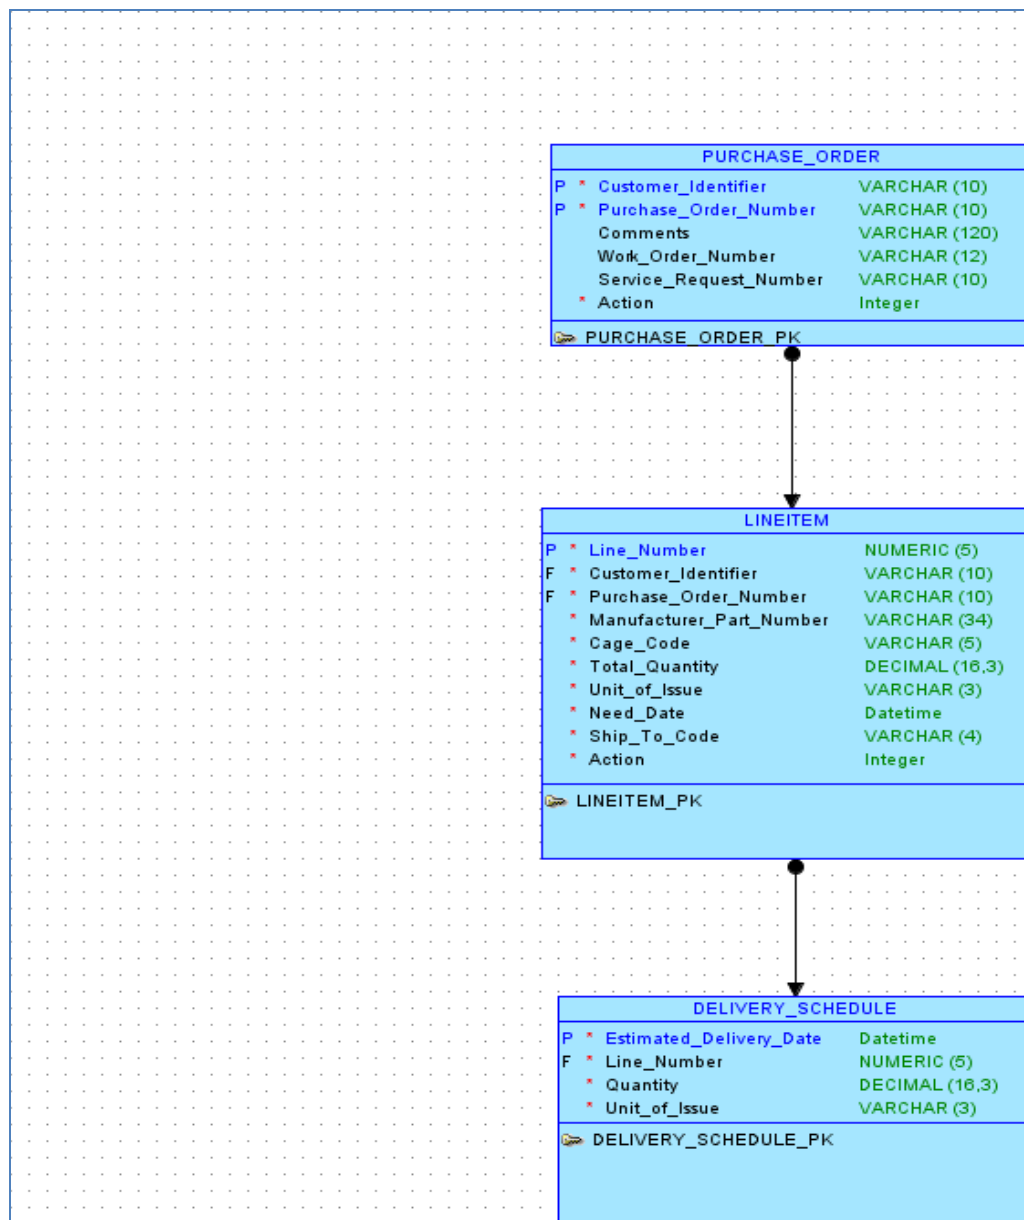 PURCHASE_ORDER
P * Customer_Identifier VARCHAR (10)
P * Purchase_Order_Number VARCHAR (10)
Comments VARCHAR (120)
Work_Order_Number VARCHAR (12)
Service_Request_Number VARCHAR (10)
* Action Integer
PURCHASE_ORDER_PK
LINEITEM
P * Line_Number NUMERIC (5)
F * Customer_Identifier VARCHAR (10)
F * Purchase_Order_Number VARCHAR (10)
* Manufacturer_Part_Number VARCHAR (34)
* Cage_Code VARCHAR (5)
* Total_Quantity DECIMAL (16,3)
* Unit_of_Issue VARCHAR (3)
* Need_Date Datetime
* Ship_To_Code VARCHAR (4)
* Action Integer
LINEITEM_PK
DELIVERY_SCHEDULE
P * Estimated_Delivery_Date Datetime
F * Line_Number NUMERIC (5)
* Quantity DECIMAL (16,3)
* Unit_of_Issue VARCHAR (3)
DELIVERY_SCHEDULE_PK